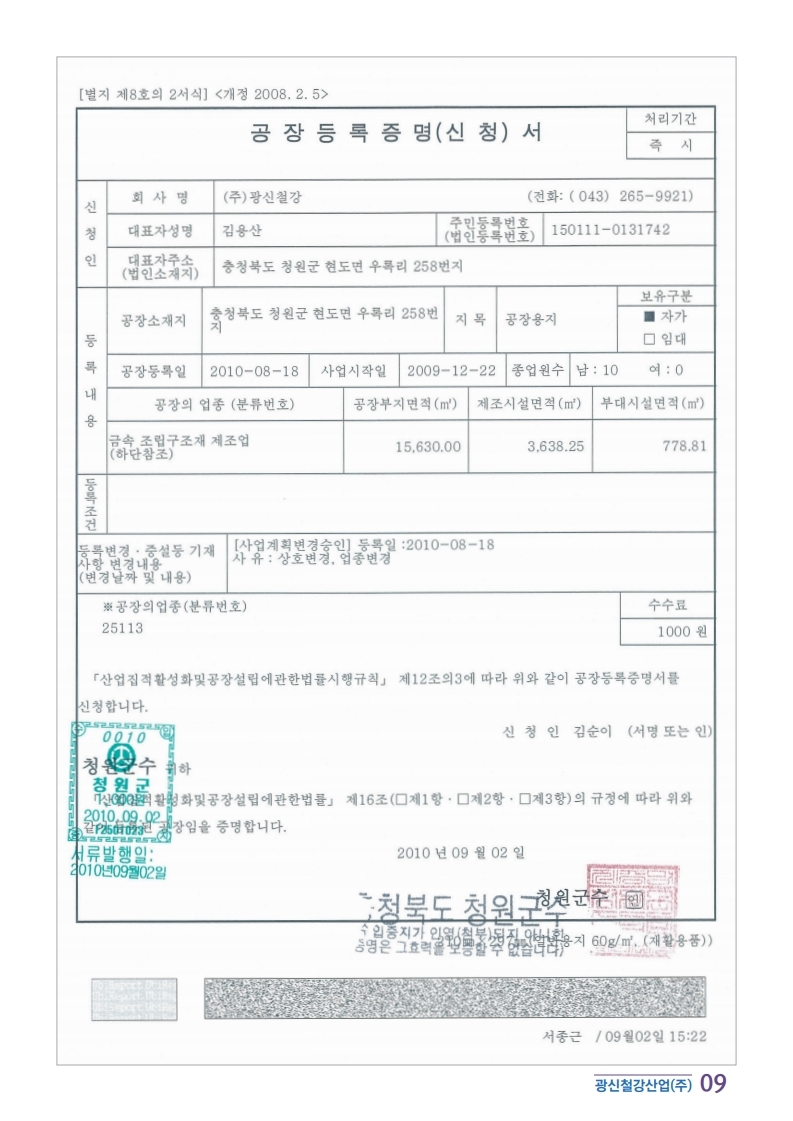 [별지 제8호의 2서식] <개정 2008. 2. 5>
공 장 등 록 증 명(신 청) 서
처리기간
즉 시
신청인
회 사 명
(주)광신철강
(전화: ( 043) 265-9921)
대표자성명
김용산
주민등록번호
(법인등록번호)
150111-0131742
대표자주소
(법인소재지)
충청북도 청원군 현도면 우록리 258번지
등록내용
공장소재지
충청북도 청원군 현도면 우록리 258번
지
지 목
공장용지
보유구분
■ 자가
□ 임대
공장등록일
2010-08-18
사업시작일
2009-12-22
종업원수
남 : 10 여 : 0
공장의 업종 (분류번호)
공장부지면적(㎡)
제조시설면적(㎡)
부대시설면적(㎡)
금속 조립구조재 제조업
(하단참조)
15,630.00
3,638.25
778.81
등록조건
등록변경 · 증설등 기재
사항 변경내용
(변경날짜 및 내용)
[사업계획변경승인] 등록일 :2010-08-18
사 유 : 상호변경, 업종변경
※공장의업종(분류번호)
25113
수수료
1000 원
「산업집적활성화및공장설립에관한법률시행규칙」 제12조의3에 따라 위와 같이 공장등록증명서를
신청합니다.
신 청 인 김순이 (서명 또는 인)
0010
청원군수 귀하
청원군
1,000원
「산업집적활성화및공장설립에관한법률」 제16조(□제1항 · □제2항 · □제3항)의 규정에 따라 위와
2010.09.02
같이 등록된 공장임을 증명합니다.
서류발행일:
2010년09월02일
2010 년 09 월 02 일
청원군수 인
충청북도 청원군수
수입증지가 인영(첨부)되지 아니한
증명은 그효력을 보증할 수 없습니다)
210㎜×297㎜(일반용지 60g/㎡, (재활용품))
서종근 / 09월02일 15:22
광신철강산업(주) 09